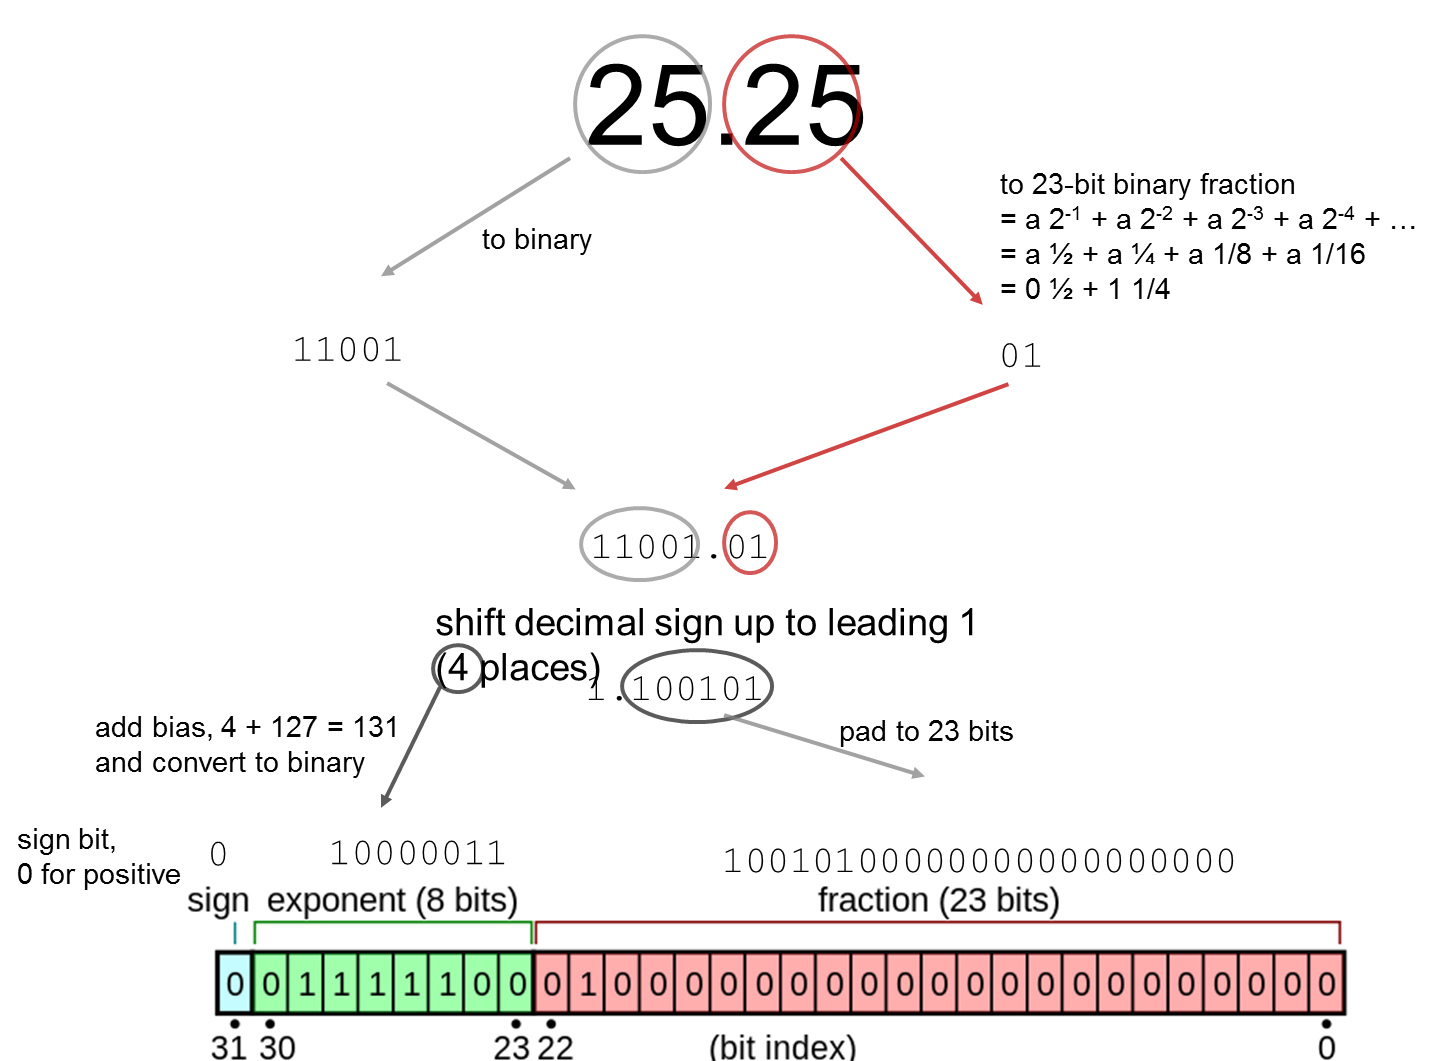 25.25
to binary
to 23-bit binary fraction
= a 2⁻¹ + a 2⁻² + a 2⁻³ + a 2⁻⁴ + …
= a ½ + a ¼ + a 1/8 + a 1/16
= 0 ½ + 1 1/4
11001
01
11001.01
shift decimal sign up to leading 1
(4 places)
1.100101
add bias, 4 + 127 = 131
and convert to binary
pad to 23 bits
sign bit,
0 for positive
0
10000011
10010100000000000000000
sign exponent (8 bits) fraction (23 bits)
0 0 1 1 1 1 1 0 0 0 1 0 0 0 0 0 0 0 0 0 0 0 0 0 0 0 0 0 0 0 0 0
31 30 23 22 (bit index) 0